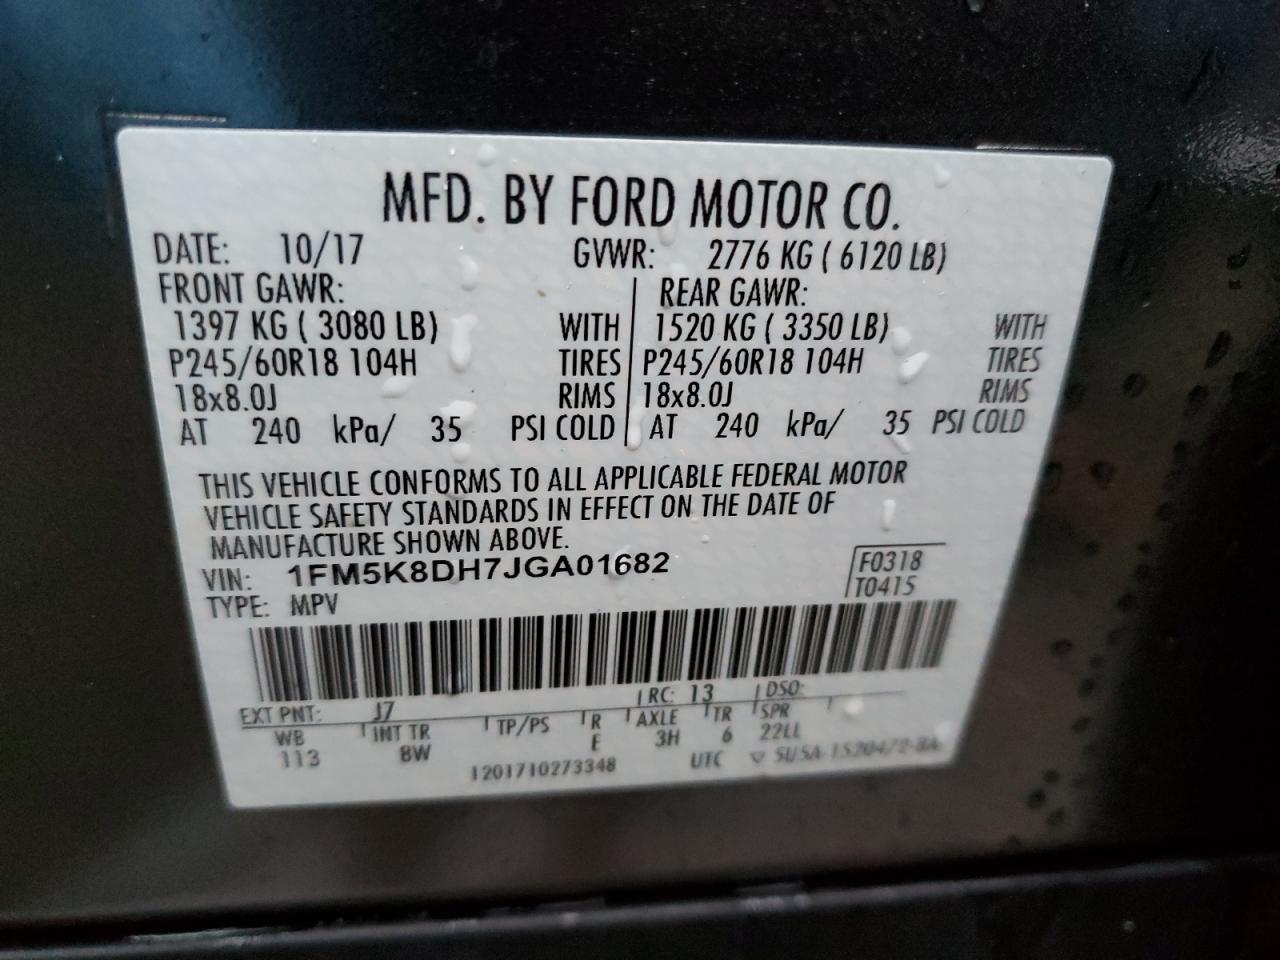 MFD. BY FORD MOTOR CO.
DATE: 10/17 GVWR: 2776 KG ( 6120 LB)
FRONT GAWR: REAR GAWR:
1397 KG ( 3080 LB) WITH 1520 KG ( 3350 LB) WITH
P245/60R18 104H TIRES P245/60R18 104H TIRES
18x8.0J RIMS 18x8.0J RIMS
AT 240 kPa/ 35 PSI COLD AT 240 kPa/ 35 PSI COLD
THIS VEHICLE CONFORMS TO ALL APPLICABLE FEDERAL MOTOR
VEHICLE SAFETY STANDARDS IN EFFECT ON THE DATE OF
MANUFACTURE SHOWN ABOVE.
VIN: 1FM5K8DH7JGA01682 F0318
TYPE: MPV T0415
EXT PNT: J7 RC: 13 DSO:
WB INT TR TP/PS R AXLE TR SPR
113 8W E 3H 6 22LL
1201710273348 UTC